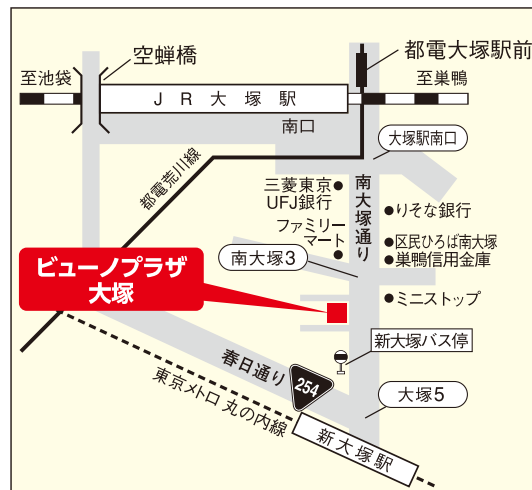 空蝉橋
都電大塚駅前
至池袋
至巣鴨
JR大塚駅
南口
大塚駅南口
都電荒川線
三菱東京
UFJ銀行
南大塚通り
りそな銀行
ファミリー
マート
区民ひろば南大塚
巣鴨信用金庫
南大塚3
ビューノプラザ
大塚
ミニストップ
新大塚バス停
春日通り
254
東京メトロ 丸の内線
大塚5
新大塚駅